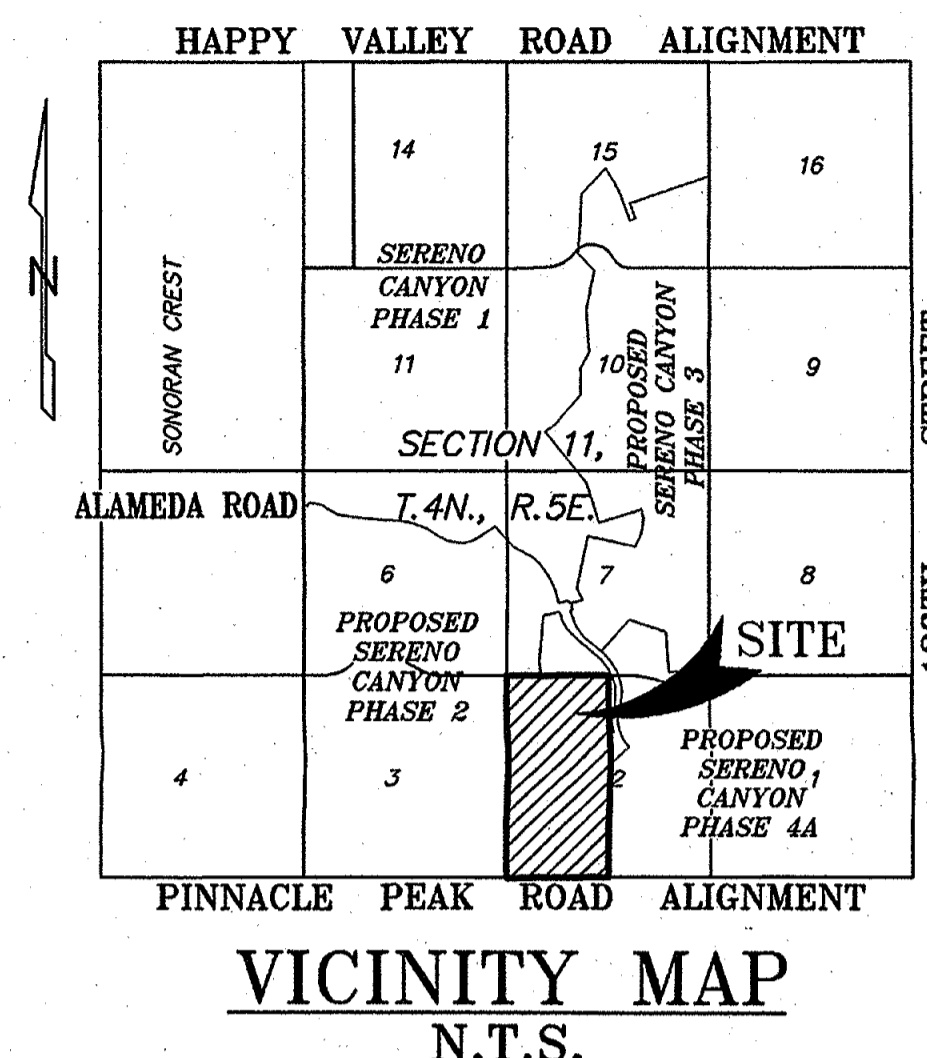 HAPPY VALLEY ROAD ALIGNMENT
14
15
16
SERENO
CANYON
PHASE 1
SONORAN CREST
N
11
10
9
PROPOSED
SERENO CANYON
PHASE 3
SECTION 11,
T.4N., R.5E.
ALAMEDA ROAD
6
7
8
PROPOSED
SERENO
CANYON
PHASE 2
SITE
4
3
2
1
PROPOSED
SERENO
CANYON
PHASE 4A
PINNACLE PEAK ROAD ALIGNMENT
VICINITY MAP
N.T.S.